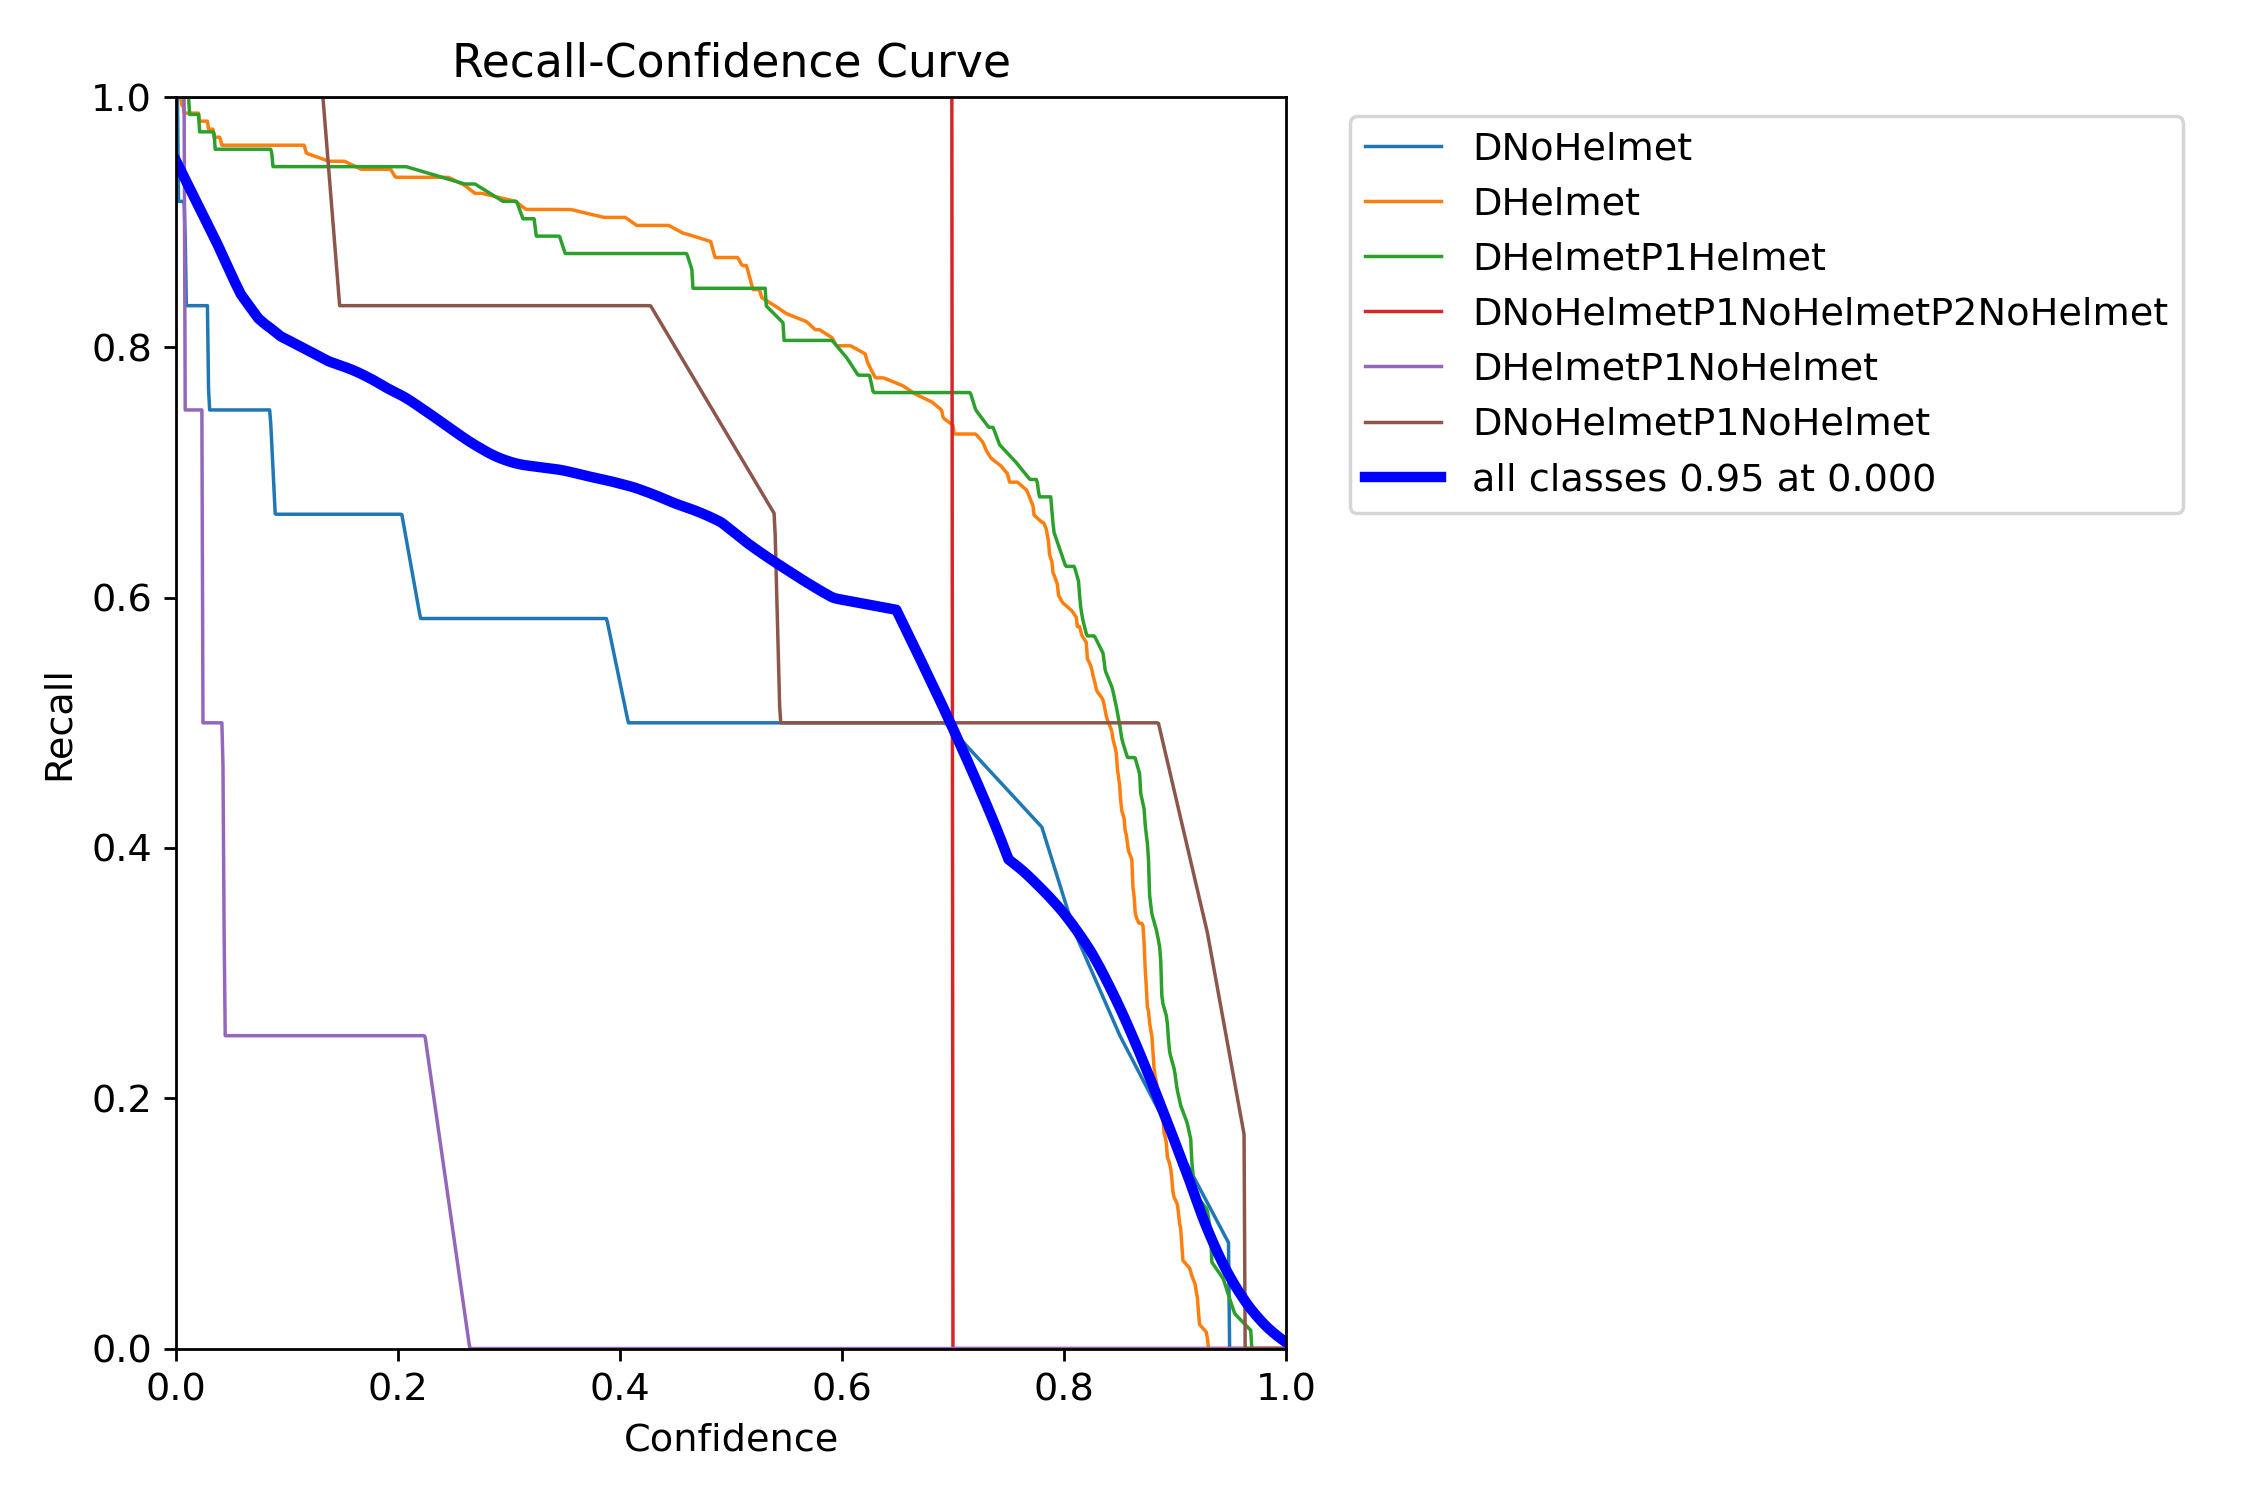 Recall-Confidence Curve
1.0
0.8
0.6
0.4
0.2
0.0
Recall
0.0 0.2 0.4 0.6 0.8 1.0
Confidence
DNoHelmet
DHelmet
DHelmetP1Helmet
DNoHelmetP1NoHelmetP2NoHelmet
DHelmetP1NoHelmet
DNoHelmetP1NoHelmet
all classes 0.95 at 0.000